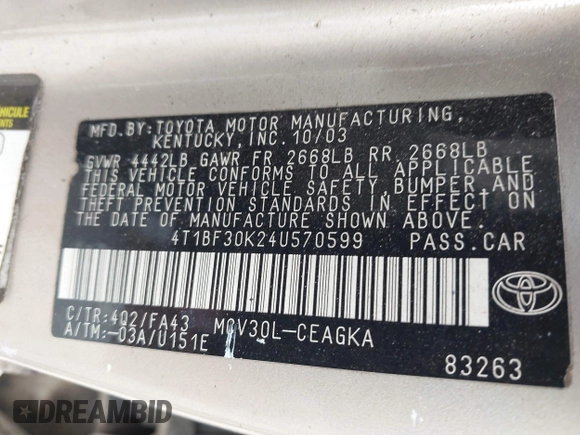 VEHICULE
NTS
MFD.BY:TOYOTA MOTOR MANUFACTURING,
KENTUCKY,INC. 10/03
GVWR 4442LB GAWR FR 2668LB RR 2668LB
THIS VEHICLE CONFORMS TO ALL APPLICABLE
FEDERAL MOTOR VEHICLE SAFETY,BUMPER,AND
THEFT PREVENTION STANDARDS IN EFFECT ON
THE DATE OF MANUFACTURE SHOWN ABOVE.
4T1BF30K24U570599 PASS.CAR
C/TR:4Q2/FA43 MCV30L-CEAGKA
A/TM:-03A/U151E
83263
DREAMBID